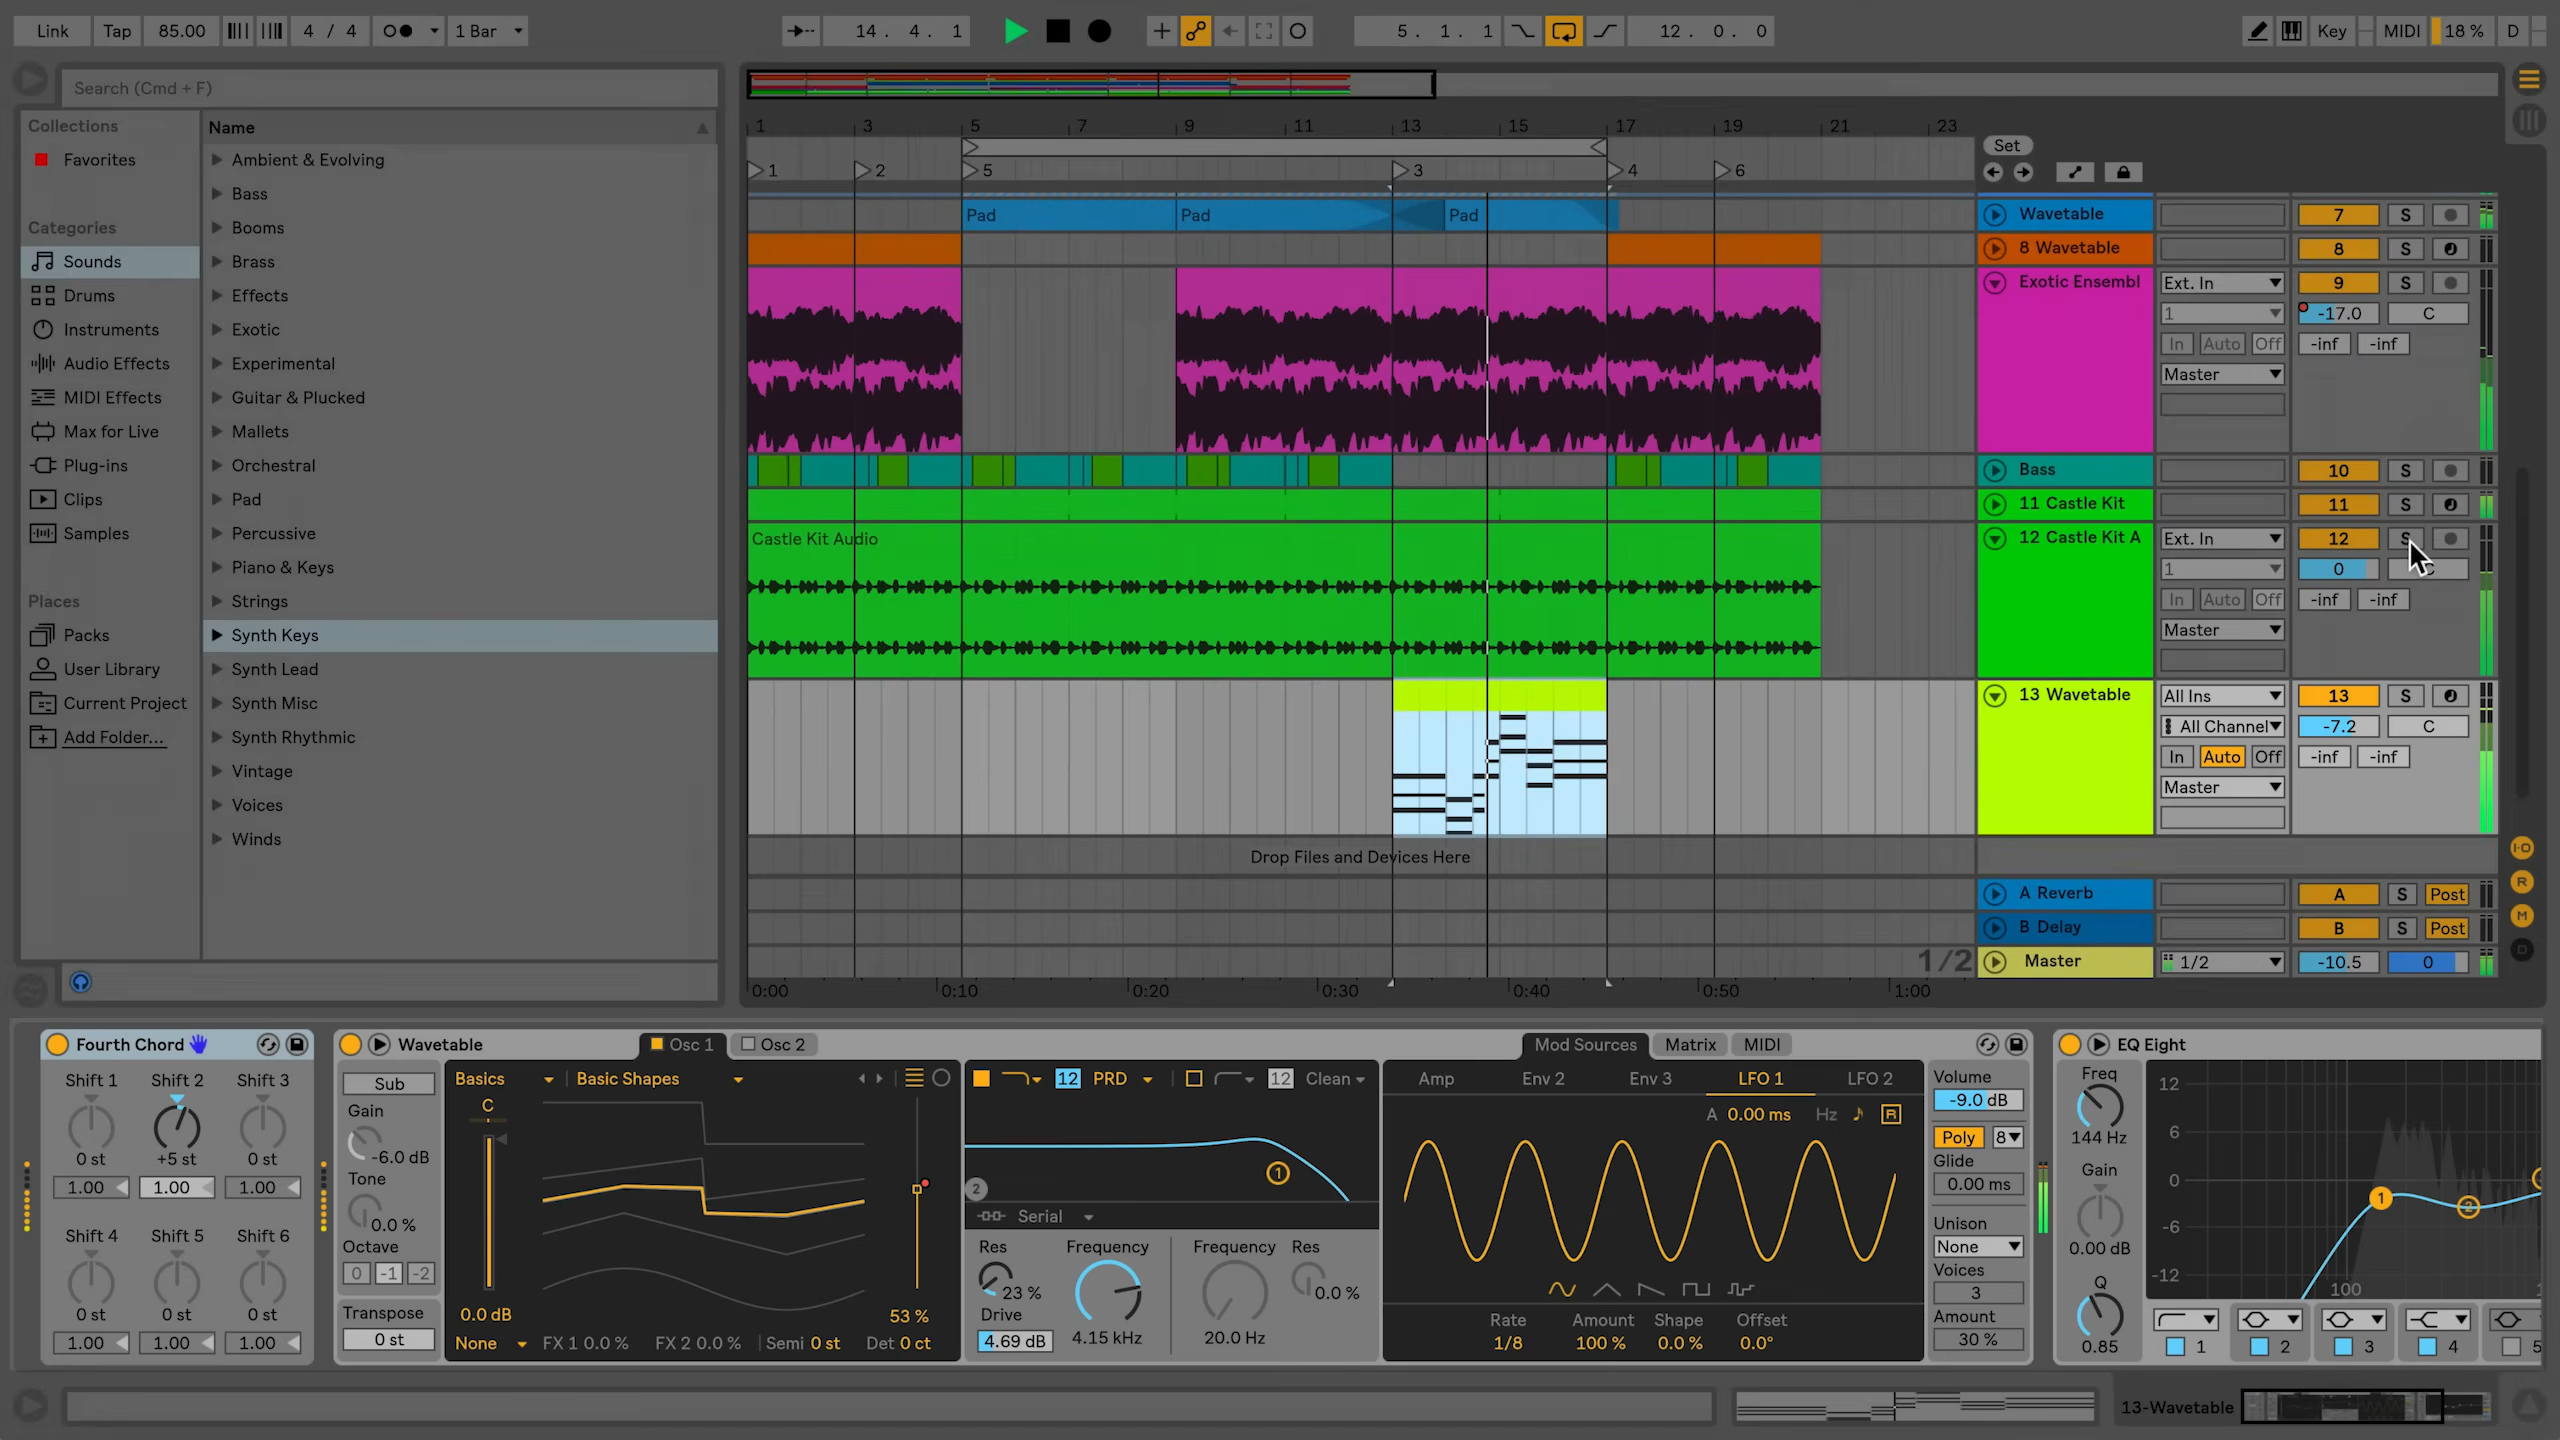 Link Tap 85.00 4 / 4 1 Bar 14. 4. 1 5. 1. 1 12. 0. 0 Key MIDI 18 % D
Search (Cmd + F)
Collections
Favorites
Categories
Sounds
Drums
Instruments
Audio Effects
MIDI Effects
Max for Live
Plug-ins
Clips
Samples
Places
Packs
User Library
Current Project
Add Folder...
Name
Ambient & Evolving
Bass
Booms
Brass
Effects
Exotic
Experimental
Guitar & Plucked
Mallets
Orchestral
Pad
Percussive
Piano & Keys
Strings
Synth Keys
Synth Lead
Synth Misc
Synth Rhythmic
Vintage
Voices
Winds
1 3 5 7 9 11 13 15 17 19 21 23
Set
1 2 5 3 4 6
Pad Pad Pad
Wavetable 7 S
8 Wavetable 8 S
Exotic Ensembl Ext. In 9 S
1 -17.0 C
In Auto Off -inf -inf
Master
Bass 10 S
11 Castle Kit 11 S
Castle Kit Audio
12 Castle Kit A Ext. In 12 S
1 0 C
In Auto Off -inf -inf
Master
13 Wavetable All Ins 13 S
All Channel -7.2 C
In Auto Off -inf -inf
Master
Drop Files and Devices Here
A Reverb A S Post
B Delay B S Post
1/2 Master 1/2 -10.5 0
0:00 0:10 0:20 0:30 0:40 0:50 1:00
I-O
R
M
D
Fourth Chord
Shift 1 Shift 2 Shift 3
0 st +5 st 0 st
1.00 1.00 1.00
Shift 4 Shift 5 Shift 6
0 st 0 st 0 st
1.00 1.00 1.00
Wavetable Osc 1 Osc 2
Sub
Gain
-6.0 dB
Tone
0.0 %
Octave
0 -1 -2
Transpose
0 st
Basics Basic Shapes
C
0.0 dB 53 %
None FX 1 0.0 % FX 2 0.0 % Semi 0 st Det 0 ct
12 PRD 12 Clean
1
2
Serial
Res Frequency Frequency Res
23 % 0.0 %
Drive
4.69 dB 4.15 kHz 20.0 Hz
Mod Sources Matrix MIDI
Amp Env 2 Env 3 LFO 1 LFO 2
A 0.00 ms Hz R
Rate Amount Shape Offset
1/8 100 % 0.0 % 0.0°
Volume
-9.0 dB
Poly 8
Glide
0.00 ms
Unison
None
Voices
3
Amount
30 %
EQ Eight
Freq
144 Hz
Gain
0.00 dB
Q
0.85
12
6
0
-6
-12
100
1 2
1 2 3 4 5
13-Wavetable